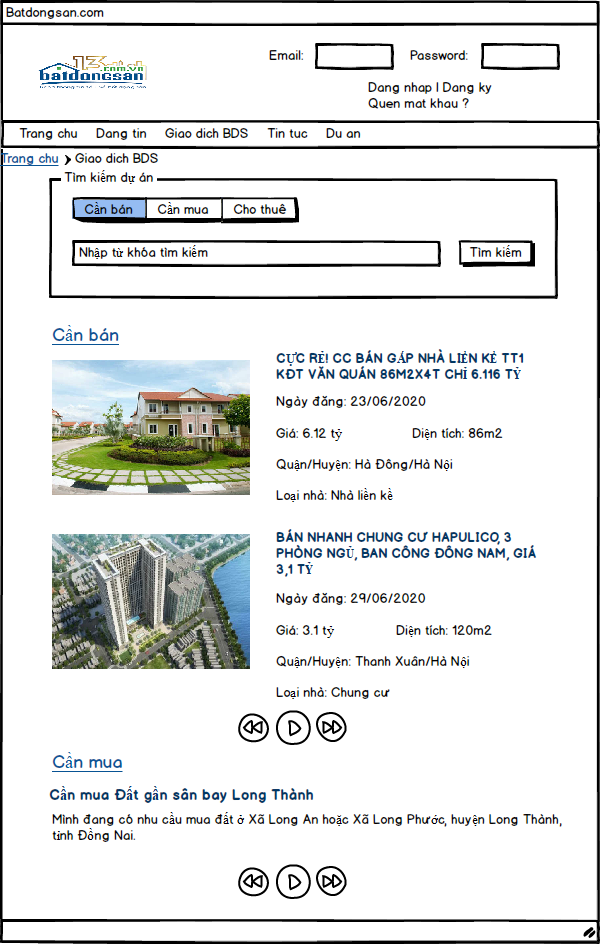 Batdongsan.com
Email:
Password:
13
.com.vn
batdongsan
Dang nhap | Dang ky
Quen mat khau ?
Trang chu
Dang tin
Giao dich BDS
Tin tuc
Du an
Trang chu
Giao dich BDS
Tìm kiếm dự án
Cần bán
Cần mua
Cho thuê
Nhập từ khóa tìm kiếm
Tìm kiếm
Cần bán
CỰC RẺ! CC BÁN GẤP NHÀ LIỀN KỀ TT1
KĐT VĂN QUÁN 86M2X4T CHỈ 6.116 TỶ
Ngày đăng: 23/06/2020
Giá: 6.12 tỷ
Diện tích: 86m2
Quận/Huyện: Hà Đông/Hà Nội
Loại nhà: Nhà liền kề
BÁN NHANH CHUNG CƯ HAPULICO, 3
PHÒNG NGỦ, BAN CÔNG ĐÔNG NAM, GIÁ
3,1 TỶ
Ngày đăng: 29/06/2020
Giá: 3.1 tỷ
Diện tích: 120m2
Quận/Huyện: Thanh Xuân/Hà Nội
Loại nhà: Chung cư
Cần mua
Cần mua Đất gần sân bay Long Thành
Mình đang có nhu cầu mua đất ở Xã Long An hoặc Xã Long Phước, huyện Long Thành,
tỉnh Đồng Nai.